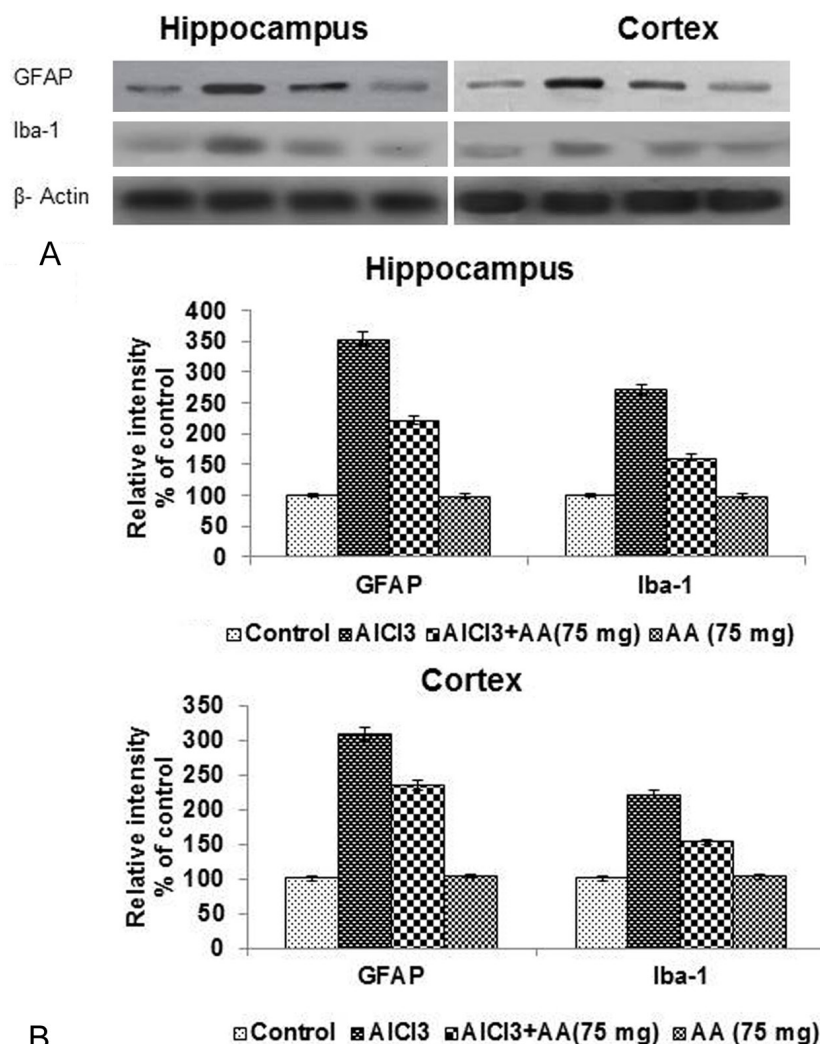 Hippocampus Cortex
GFAP
Iba-1
β- Actin
A
Hippocampus
Relative intensity
% of control
400
350
300
250
200
150
100
50
0
GFAP Iba-1
Control AlCl3 AlCl3+AA(75 mg) AA (75 mg)
Cortex
Relative intensity
% of control
350
300
250
200
150
100
50
0
GFAP Iba-1
B
Control AlCl3 AlCl3+AA(75 mg) AA (75 mg)